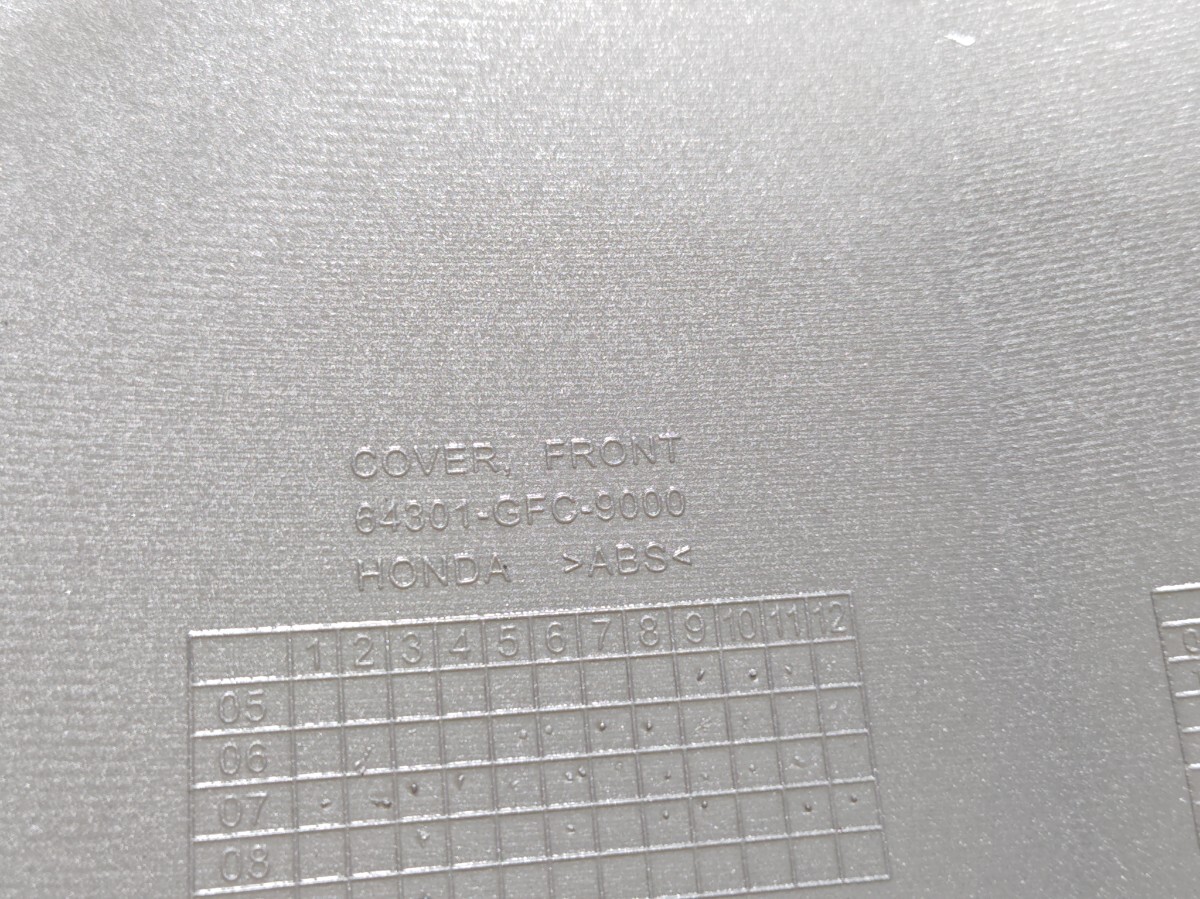 COVER, FRONT
64301-GFC-9000
HONDA >ABS<
1 2 3 4 5 6 7 8 9 10 11 12
05
06
07
08